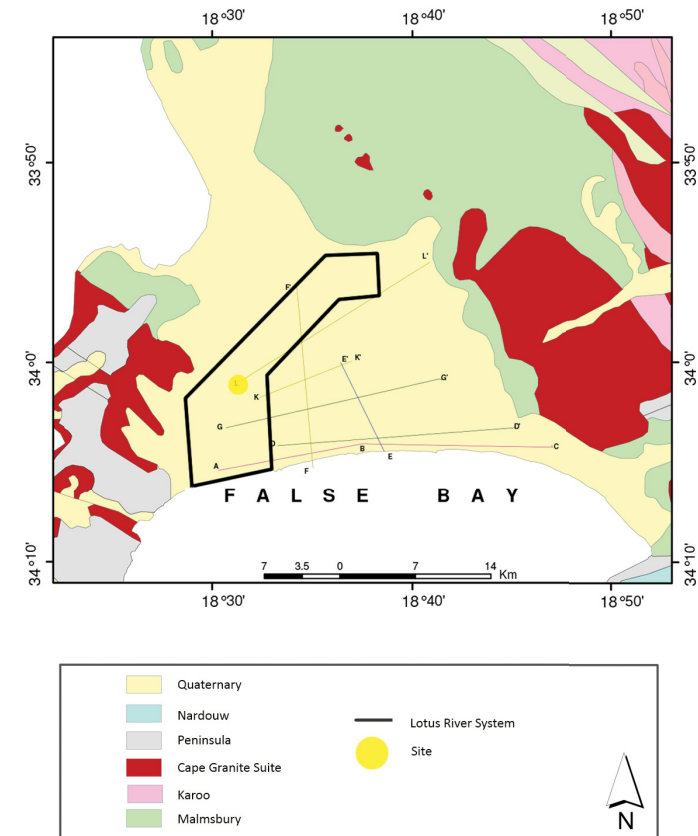 18°30' 18°40' 18°50'
33°50' 33°50'
L'
F'
34°0' 34°0'
E' K'
L
G'
K
G
D'
D
B
C
A
E
F
F A L S E B A Y
34°10' 34°10'
7 3.5 0 7 14 Km
18°30' 18°40' 18°50'
Quaternary
Nardouw
Peninsula
Cape Granite Suite
Karoo
Malmsbury
Lotus River System
Site
N